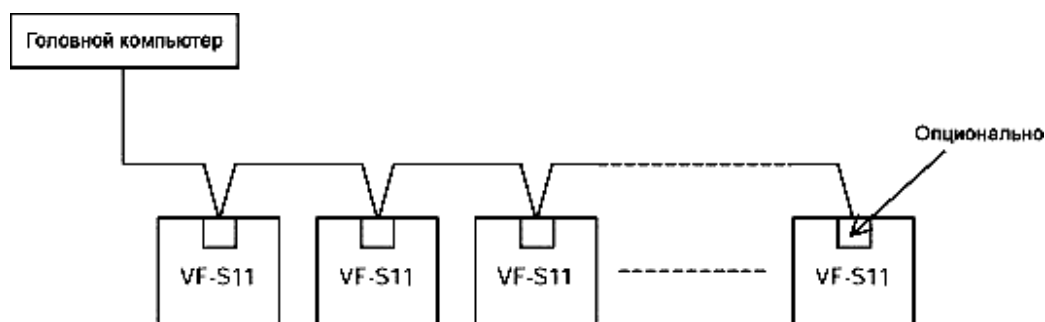 Головной компьютер
Опционально
VF-S11
VF-S11
VF-S11
VF-S11